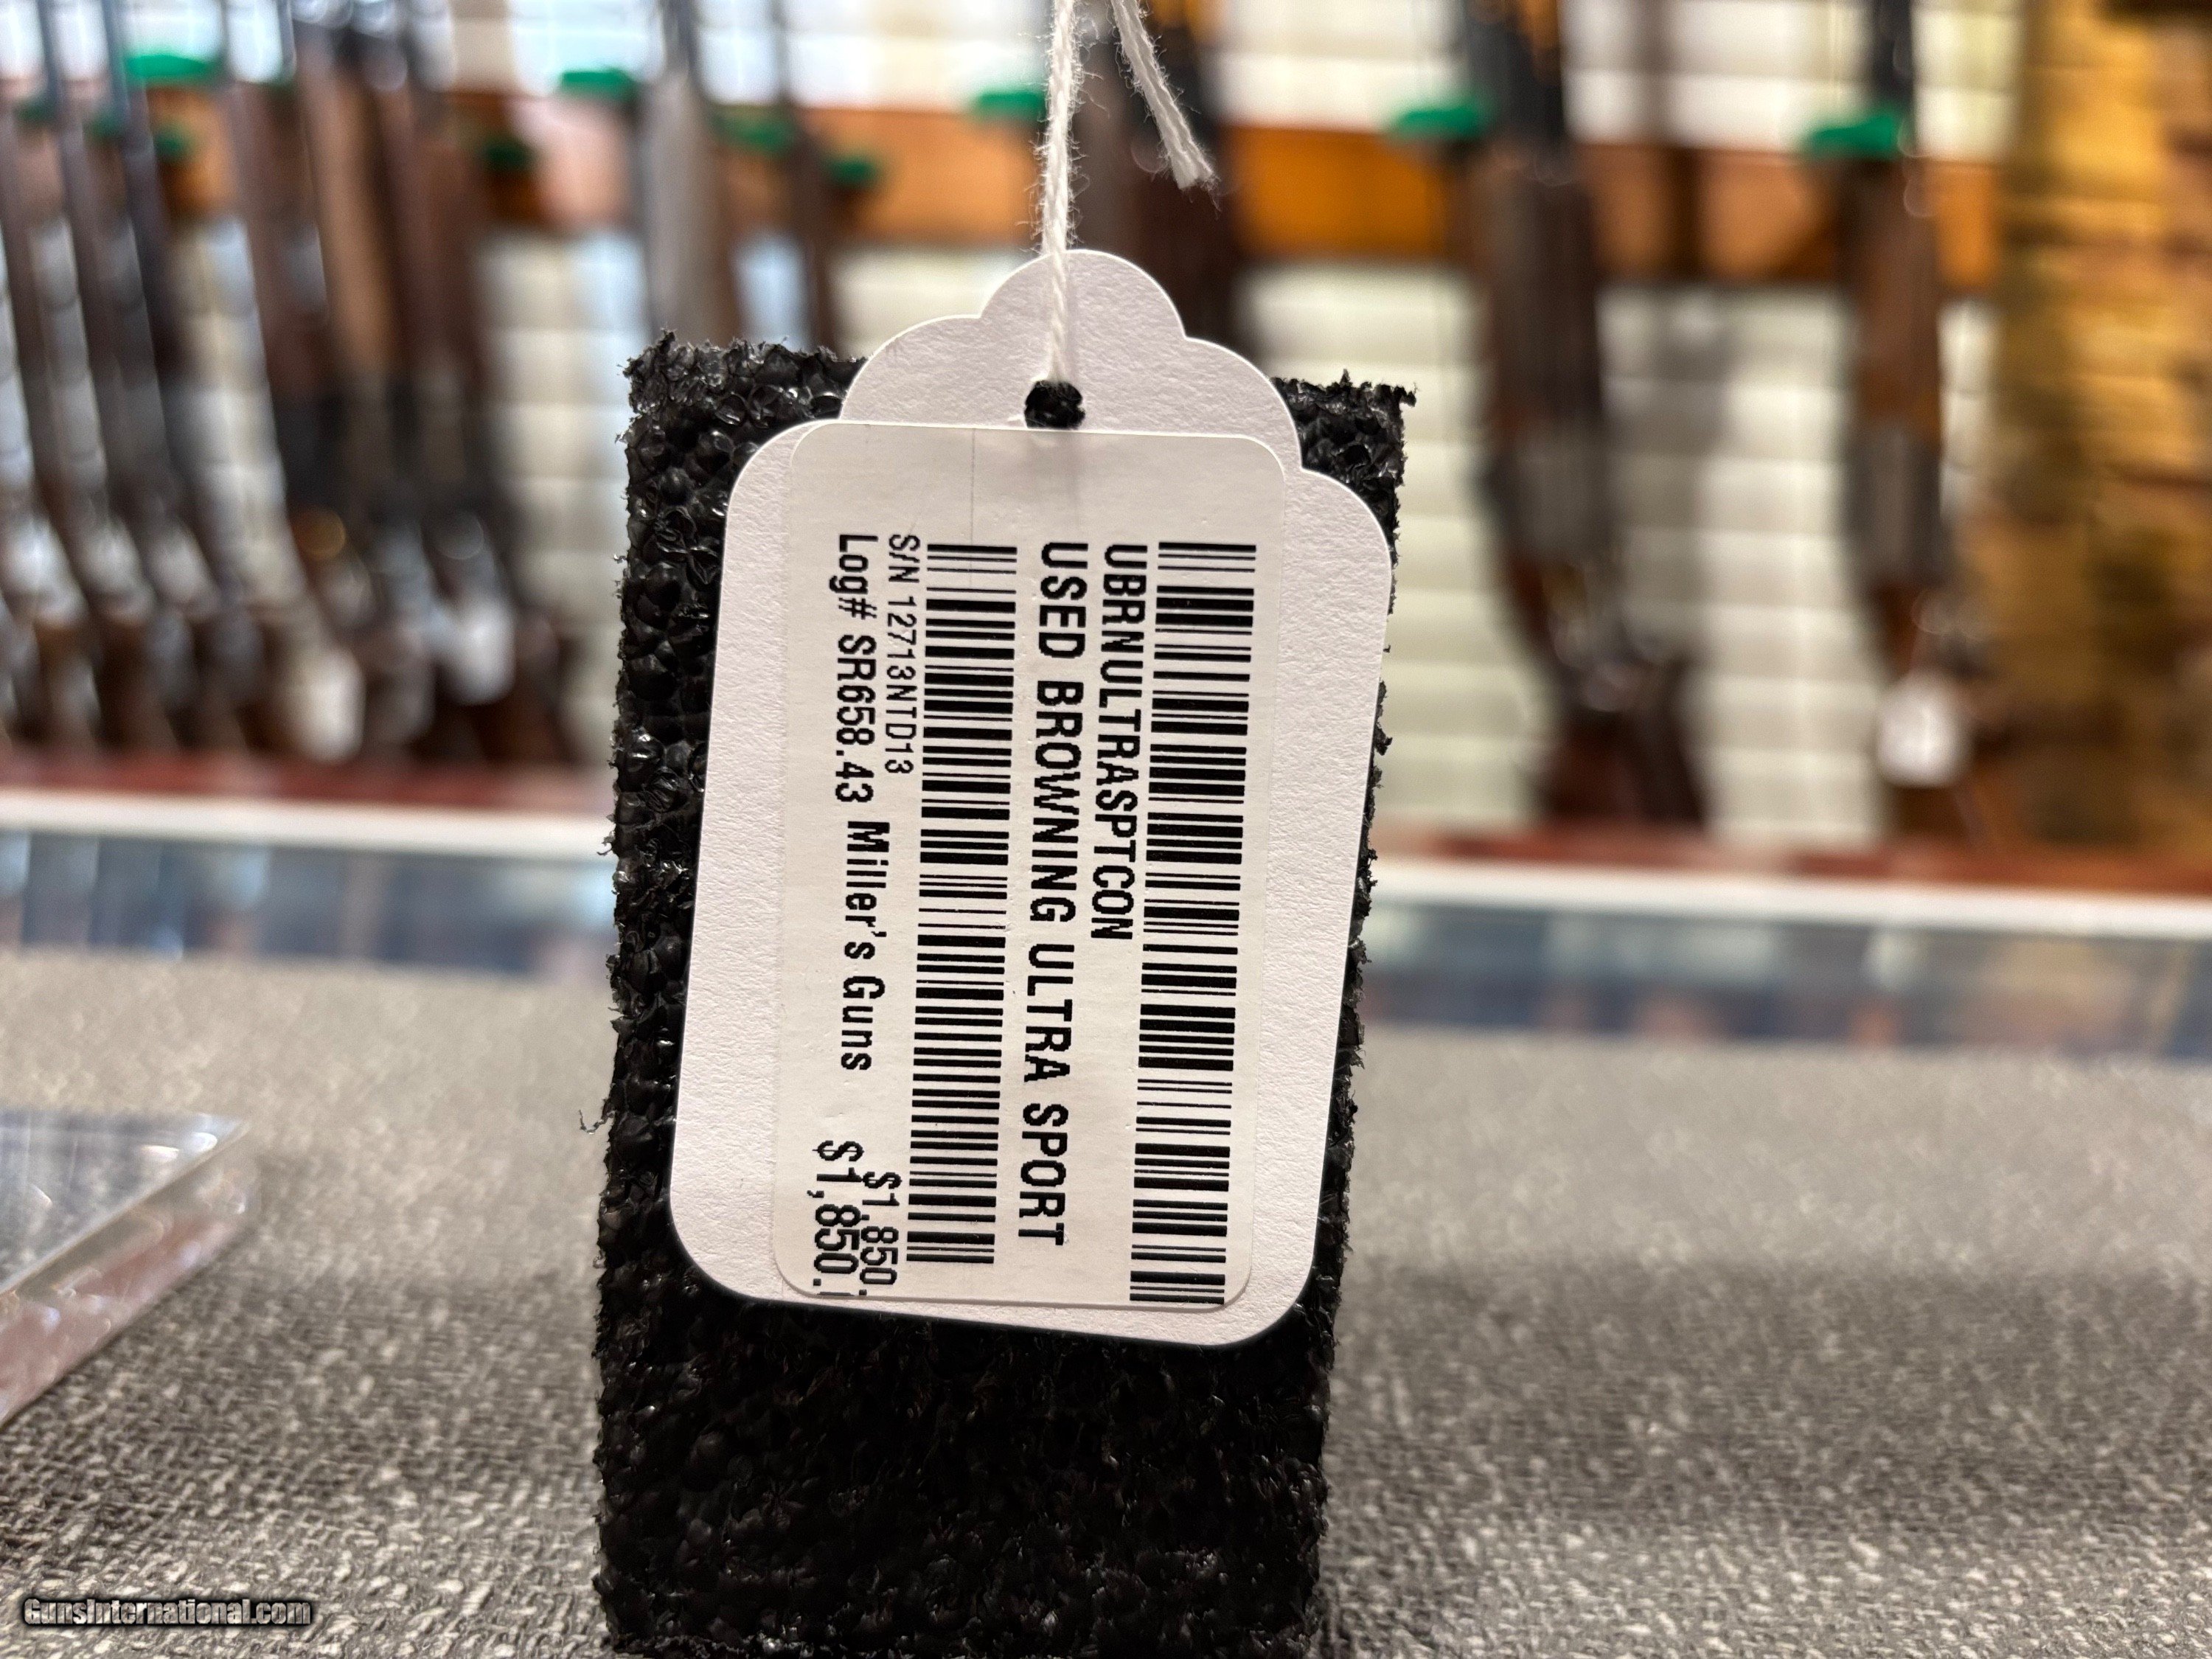 UBRNULTRASPTCON
USED BROWNING ULTRA SPORT
S/N 12713NTD13 $1,850.
Log# SR658.43 Miller's Guns $1,850.
GunsInternational.com